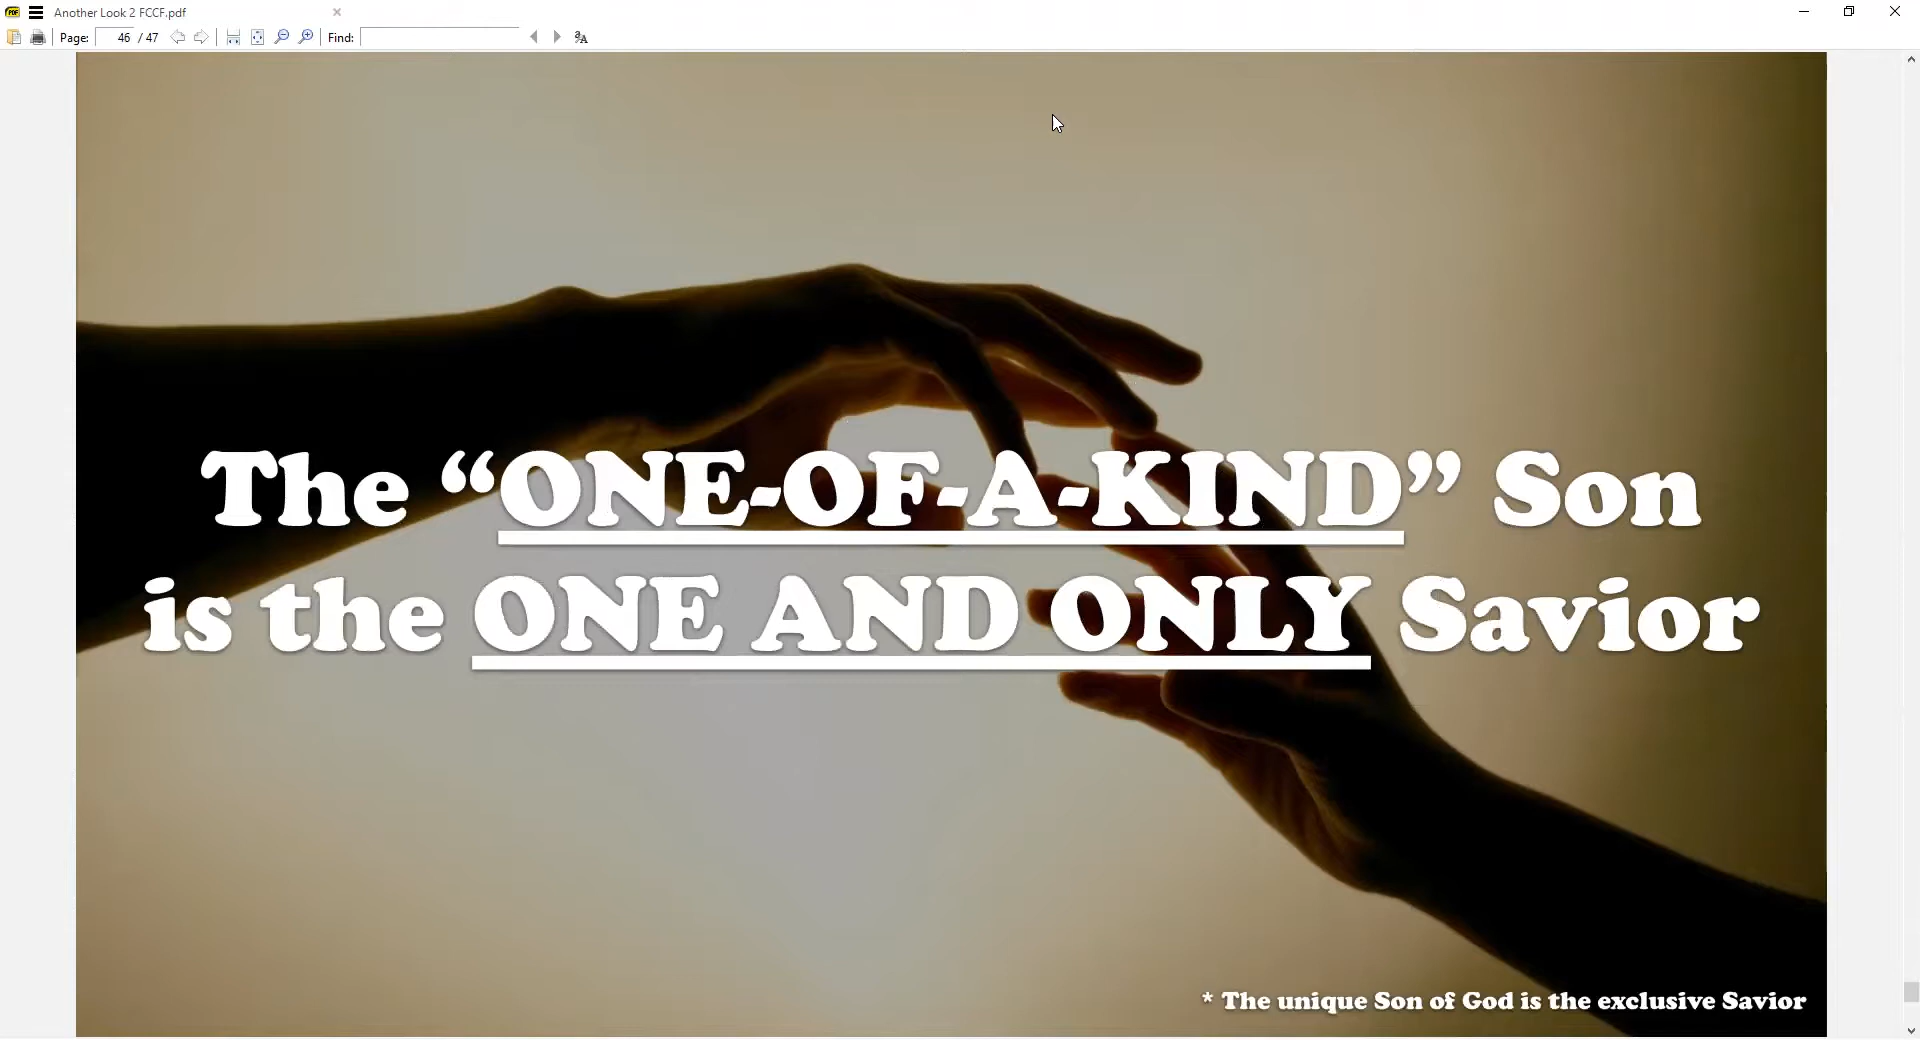 Another Look 2 FCCF.pdf
Page: 46 / 47 Find:
The “ONE-OF-A-KIND” Son
is the ONE AND ONLY Savior
* The unique Son of God is the exclusive Savior